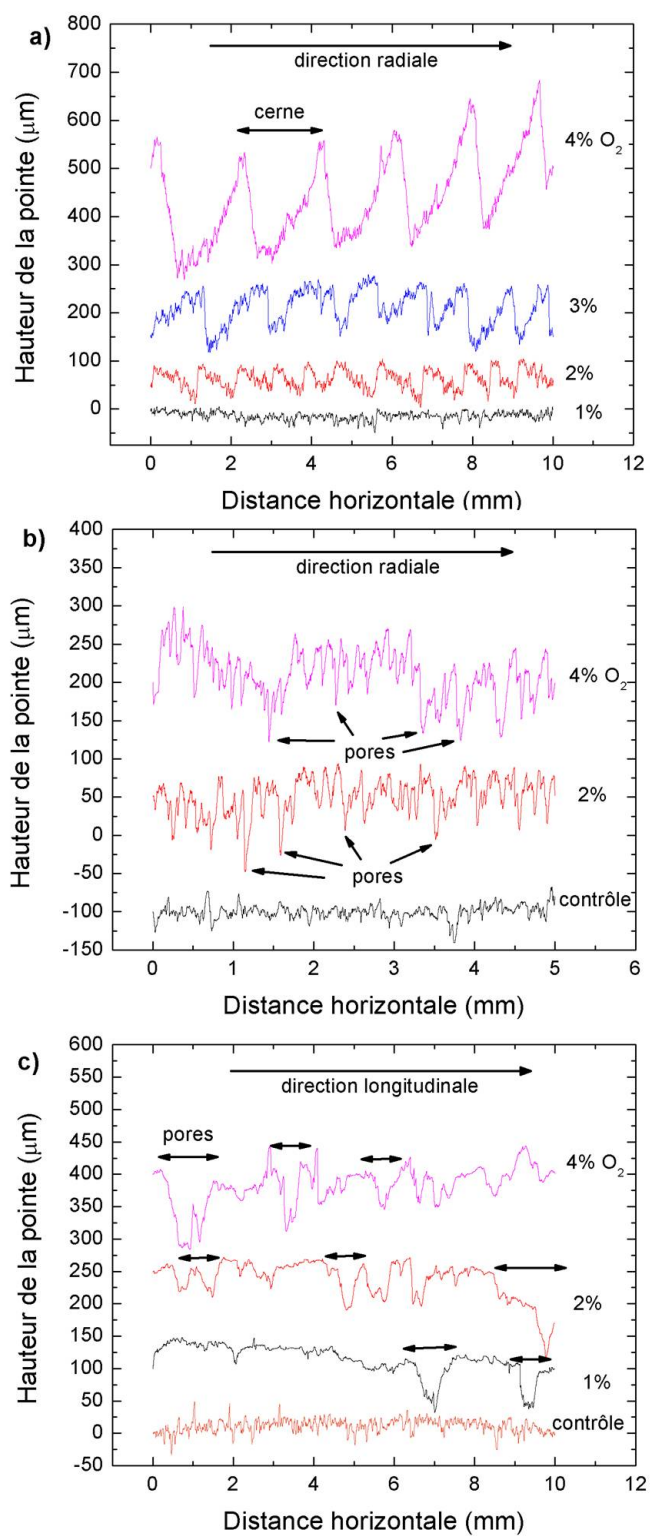 a)
800
700
600
500
400
300
200
100
0
Hauteur de la pointe (μm)
direction radiale
cerne
4% O2
3%
2%
1%
0 2 4 6 8 10 12
Distance horizontale (mm)
b)
400
350
300
250
200
150
100
50
0
-50
-100
-150
Hauteur de la pointe (μm)
direction radiale
4% O2
pores
2%
pores
contrôle
0 1 2 3 4 5 6
Distance horizontale (mm)
c)
600
550
500
450
400
350
300
250
200
150
100
50
0
-50
Hauteur de la pointe (μm)
direction longitudinale
pores
4% O2
2%
1%
contrôle
0 2 4 6 8 10 12
Distance horizontale (mm)